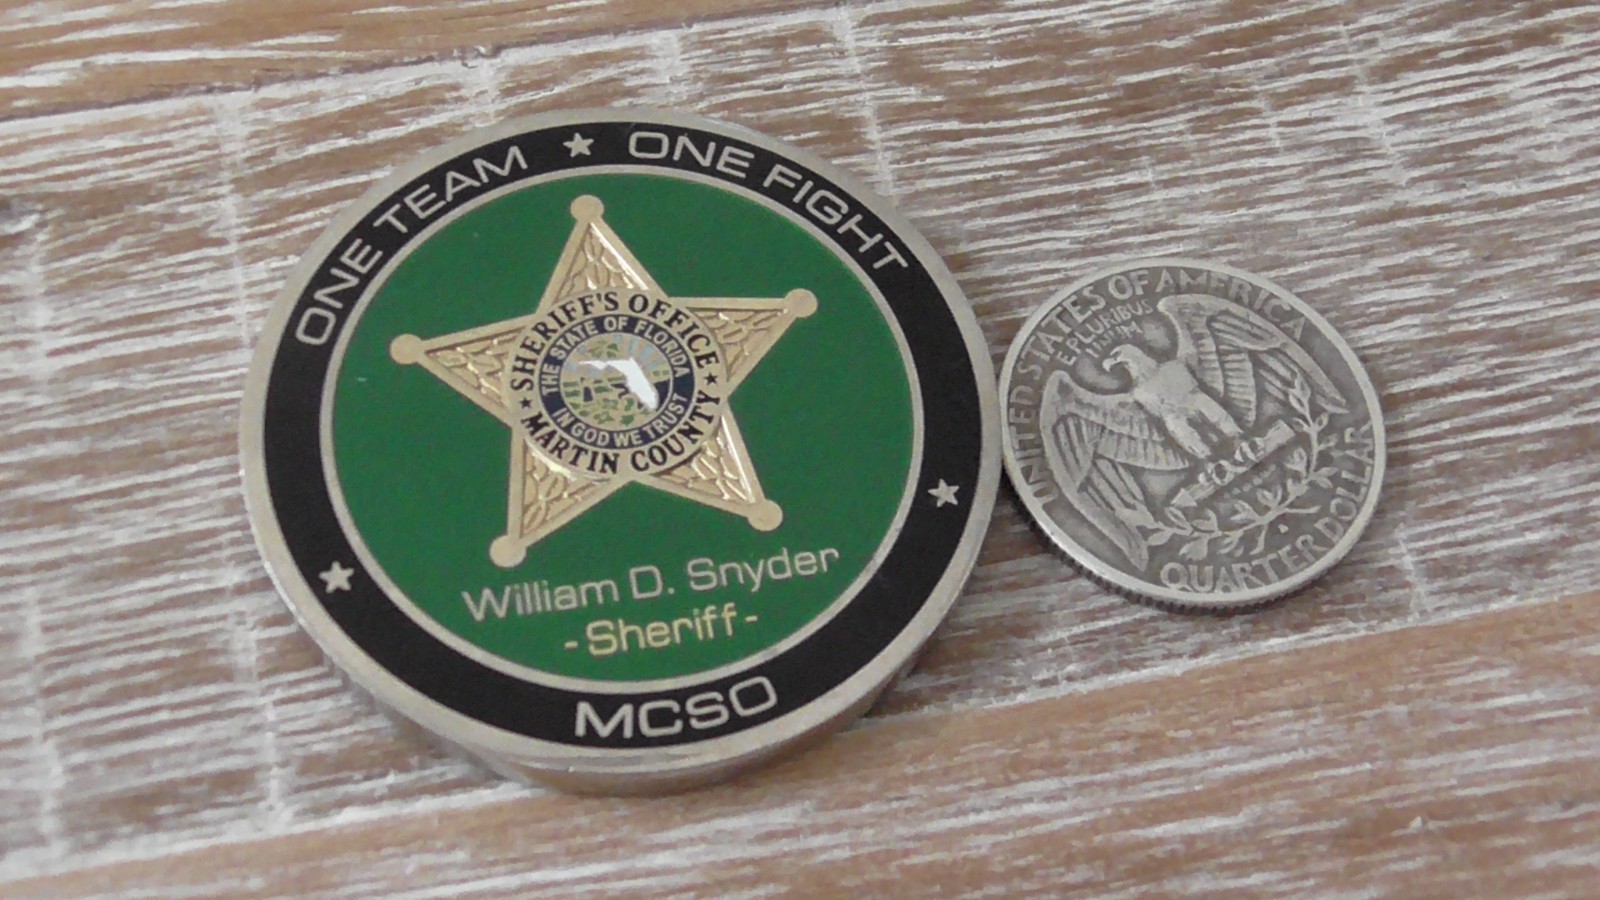 ONE TEAM ★ ONE FIGHT
SHERIFF'S OFFICE
THE STATE OF FLORIDA
IN GOD WE TRUST
MARTIN COUNTY
William D. Snyder
-Sheriff-
MCSO
UNITED STATES OF AMERICA
E PLURIBUS
UNUM
QUARTER DOLLAR